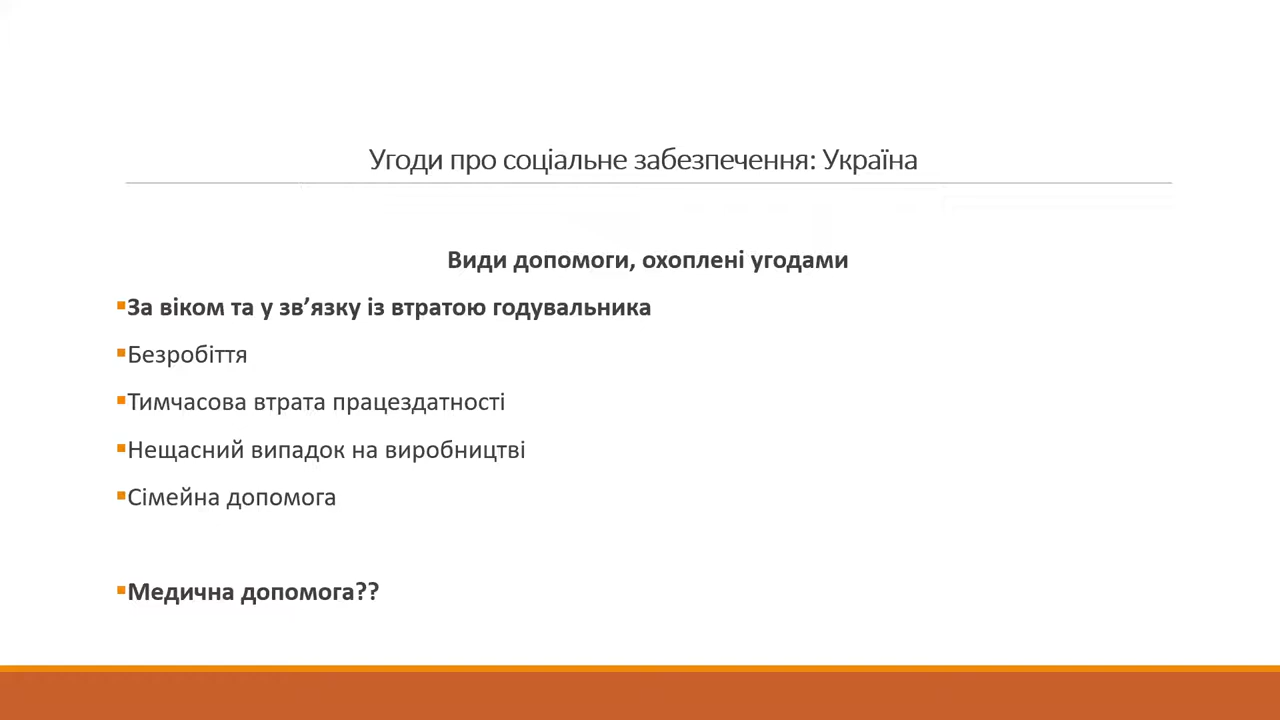 Угоди про соціальне забезпечення: Україна
Види допомоги, охоплені угодами
За віком та у зв’язку із втратою годувальника
Безробіття
Тимчасова втрата працездатності
Нещасний випадок на виробництві
Сімейна допомога
Медична допомога??